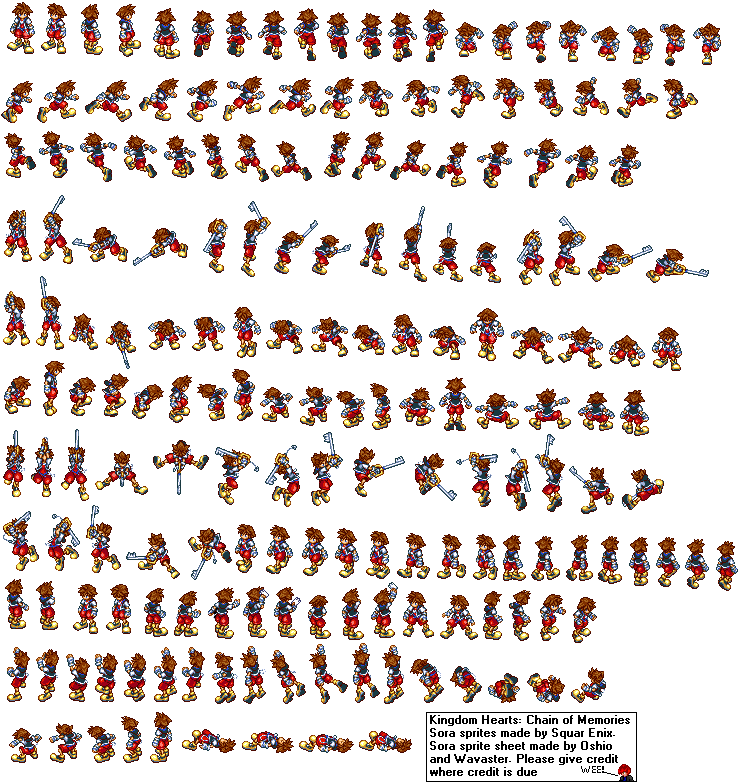 Kingdom Hearts: Chain of Memories
Sora sprites made by Squar Enix.
Sora sprite sheet made by Oshio
and Wavaster. Please give credit
where credit is due
WEE!